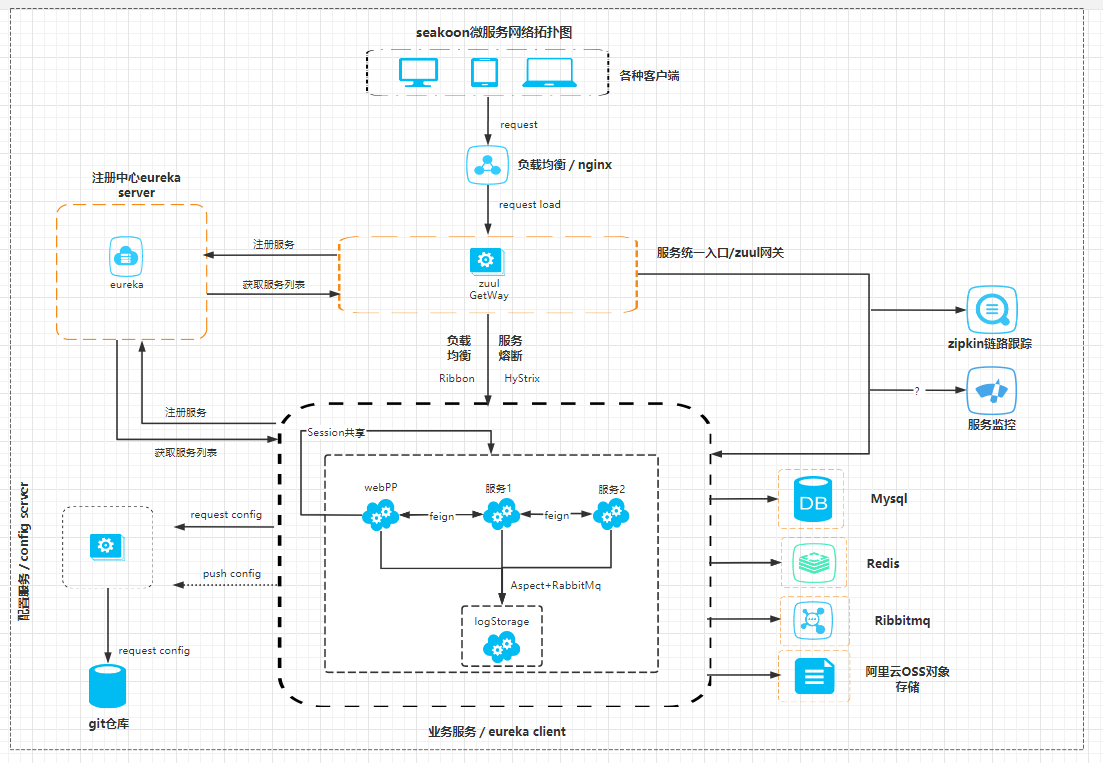 seakoon微服务网络拓扑图
各种客户端
request
负载均衡 / nginx
request load
注册中心eureka
server
eureka
注册服务
获取服务列表
服务统一入口/zuul网关
zuul
GetWay
zipkin链路跟踪
?
服务监控
负载
均衡
服务
熔断
Ribbon
HyStrix
注册服务
获取服务列表
Session共享
webPP
服务1
服务2
feign
feign
Aspect+RabbitMq
logStorage
业务服务 / eureka client
配置服务 / config server
request config
push config
request config
git仓库
DB
Mysql
Redis
Ribbitmq
阿里云OSS对象
存储